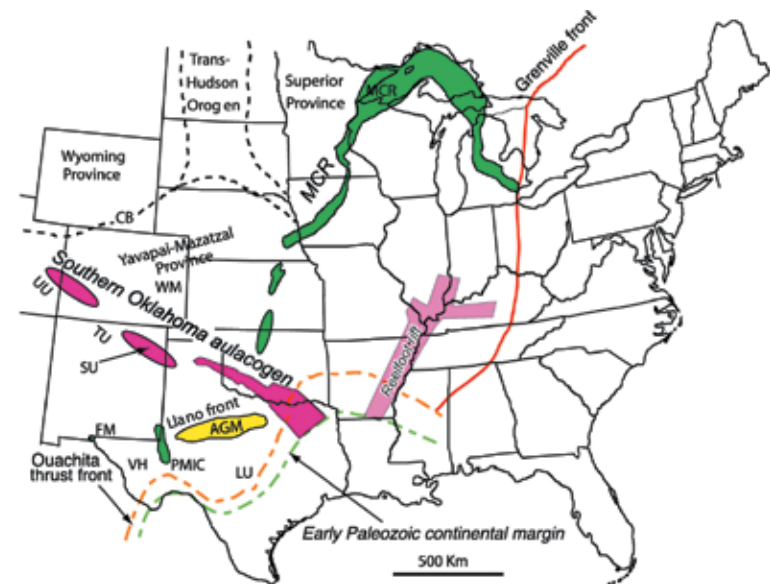 Trans-
Hudson
Orogen
Superior
Province
MCR
Grenville front
Wyoming
Province
MCR
CB
Yavapai-Mazatzal
Province
WM
Southern Oklahoma aulacogen
UU
TU
SU
Reelfoot rift
Llano front
AGM
FM
Ouachita
thrust front
VH
PMIC
LU
Early Paleozoic continental margin
500 Km